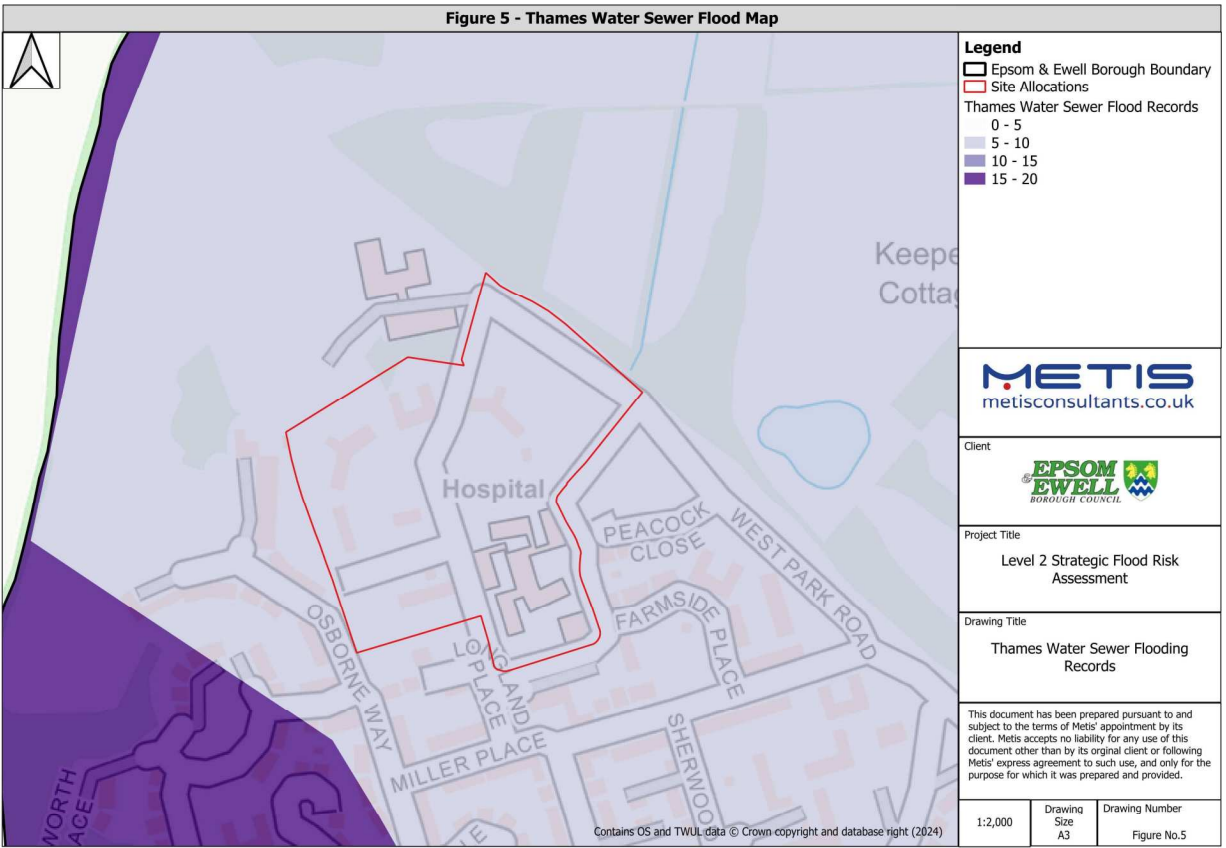 Figure 5 - Thames Water Sewer Flood Map
Legend
Epsom & Ewell Borough Boundary
Site Allocations
Thames Water Sewer Flood Records
0 - 5
5 - 10
10 - 15
15 - 20
Keepe
Cottag
Hospital
PEACOCK
CLOSE
WEST PARK ROAD
FARMSIDE PLACE
OSBORNE WAY
LONGLAND
PLACE
MILLER PLACE
SHERWOO
WORTH
ACE
LE
Contains OS and TWUL data © Crown copyright and database right (2024)
METIS
metisconsultants.co.uk
Client
EPSOM
& EWELL
BOROUGH COUNCIL
Project Title
Level 2 Strategic Flood Risk
Assessment
Drawing Title
Thames Water Sewer Flooding
Records
This document has been prepared pursuant to and
subject to the terms of Metis' appointment by its
client. Metis accepts no liability for any use of this
document other than by its orginal client or following
Metis' express agreement to such use, and only for the
purpose for which it was prepared and provided.
1:2,000
Drawing
Size
A3
Drawing Number
Figure No.5